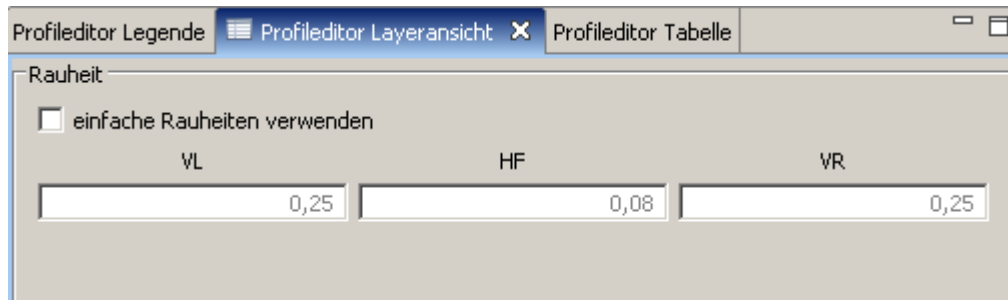 Profileditor Legende Profileditor Layeransicht Profileditor Tabelle
Rauheit
einfache Rauheiten verwenden
VL HF VR
0,25 0,08 0,25